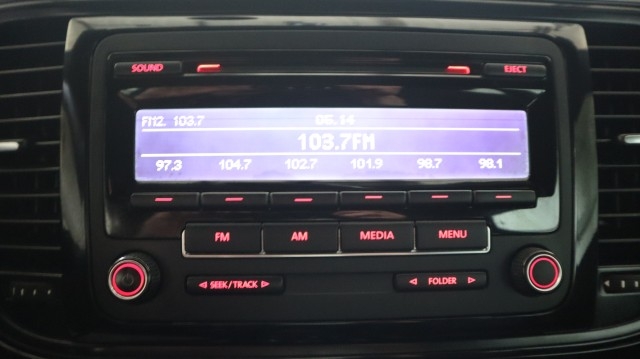 SOUND EJECT
FM2. 103.7 05.14
103.7FM
97.3 104.7 102.7 101.9 98.7 98.1
FM AM MEDIA MENU
SEEK/TRACK FOLDER